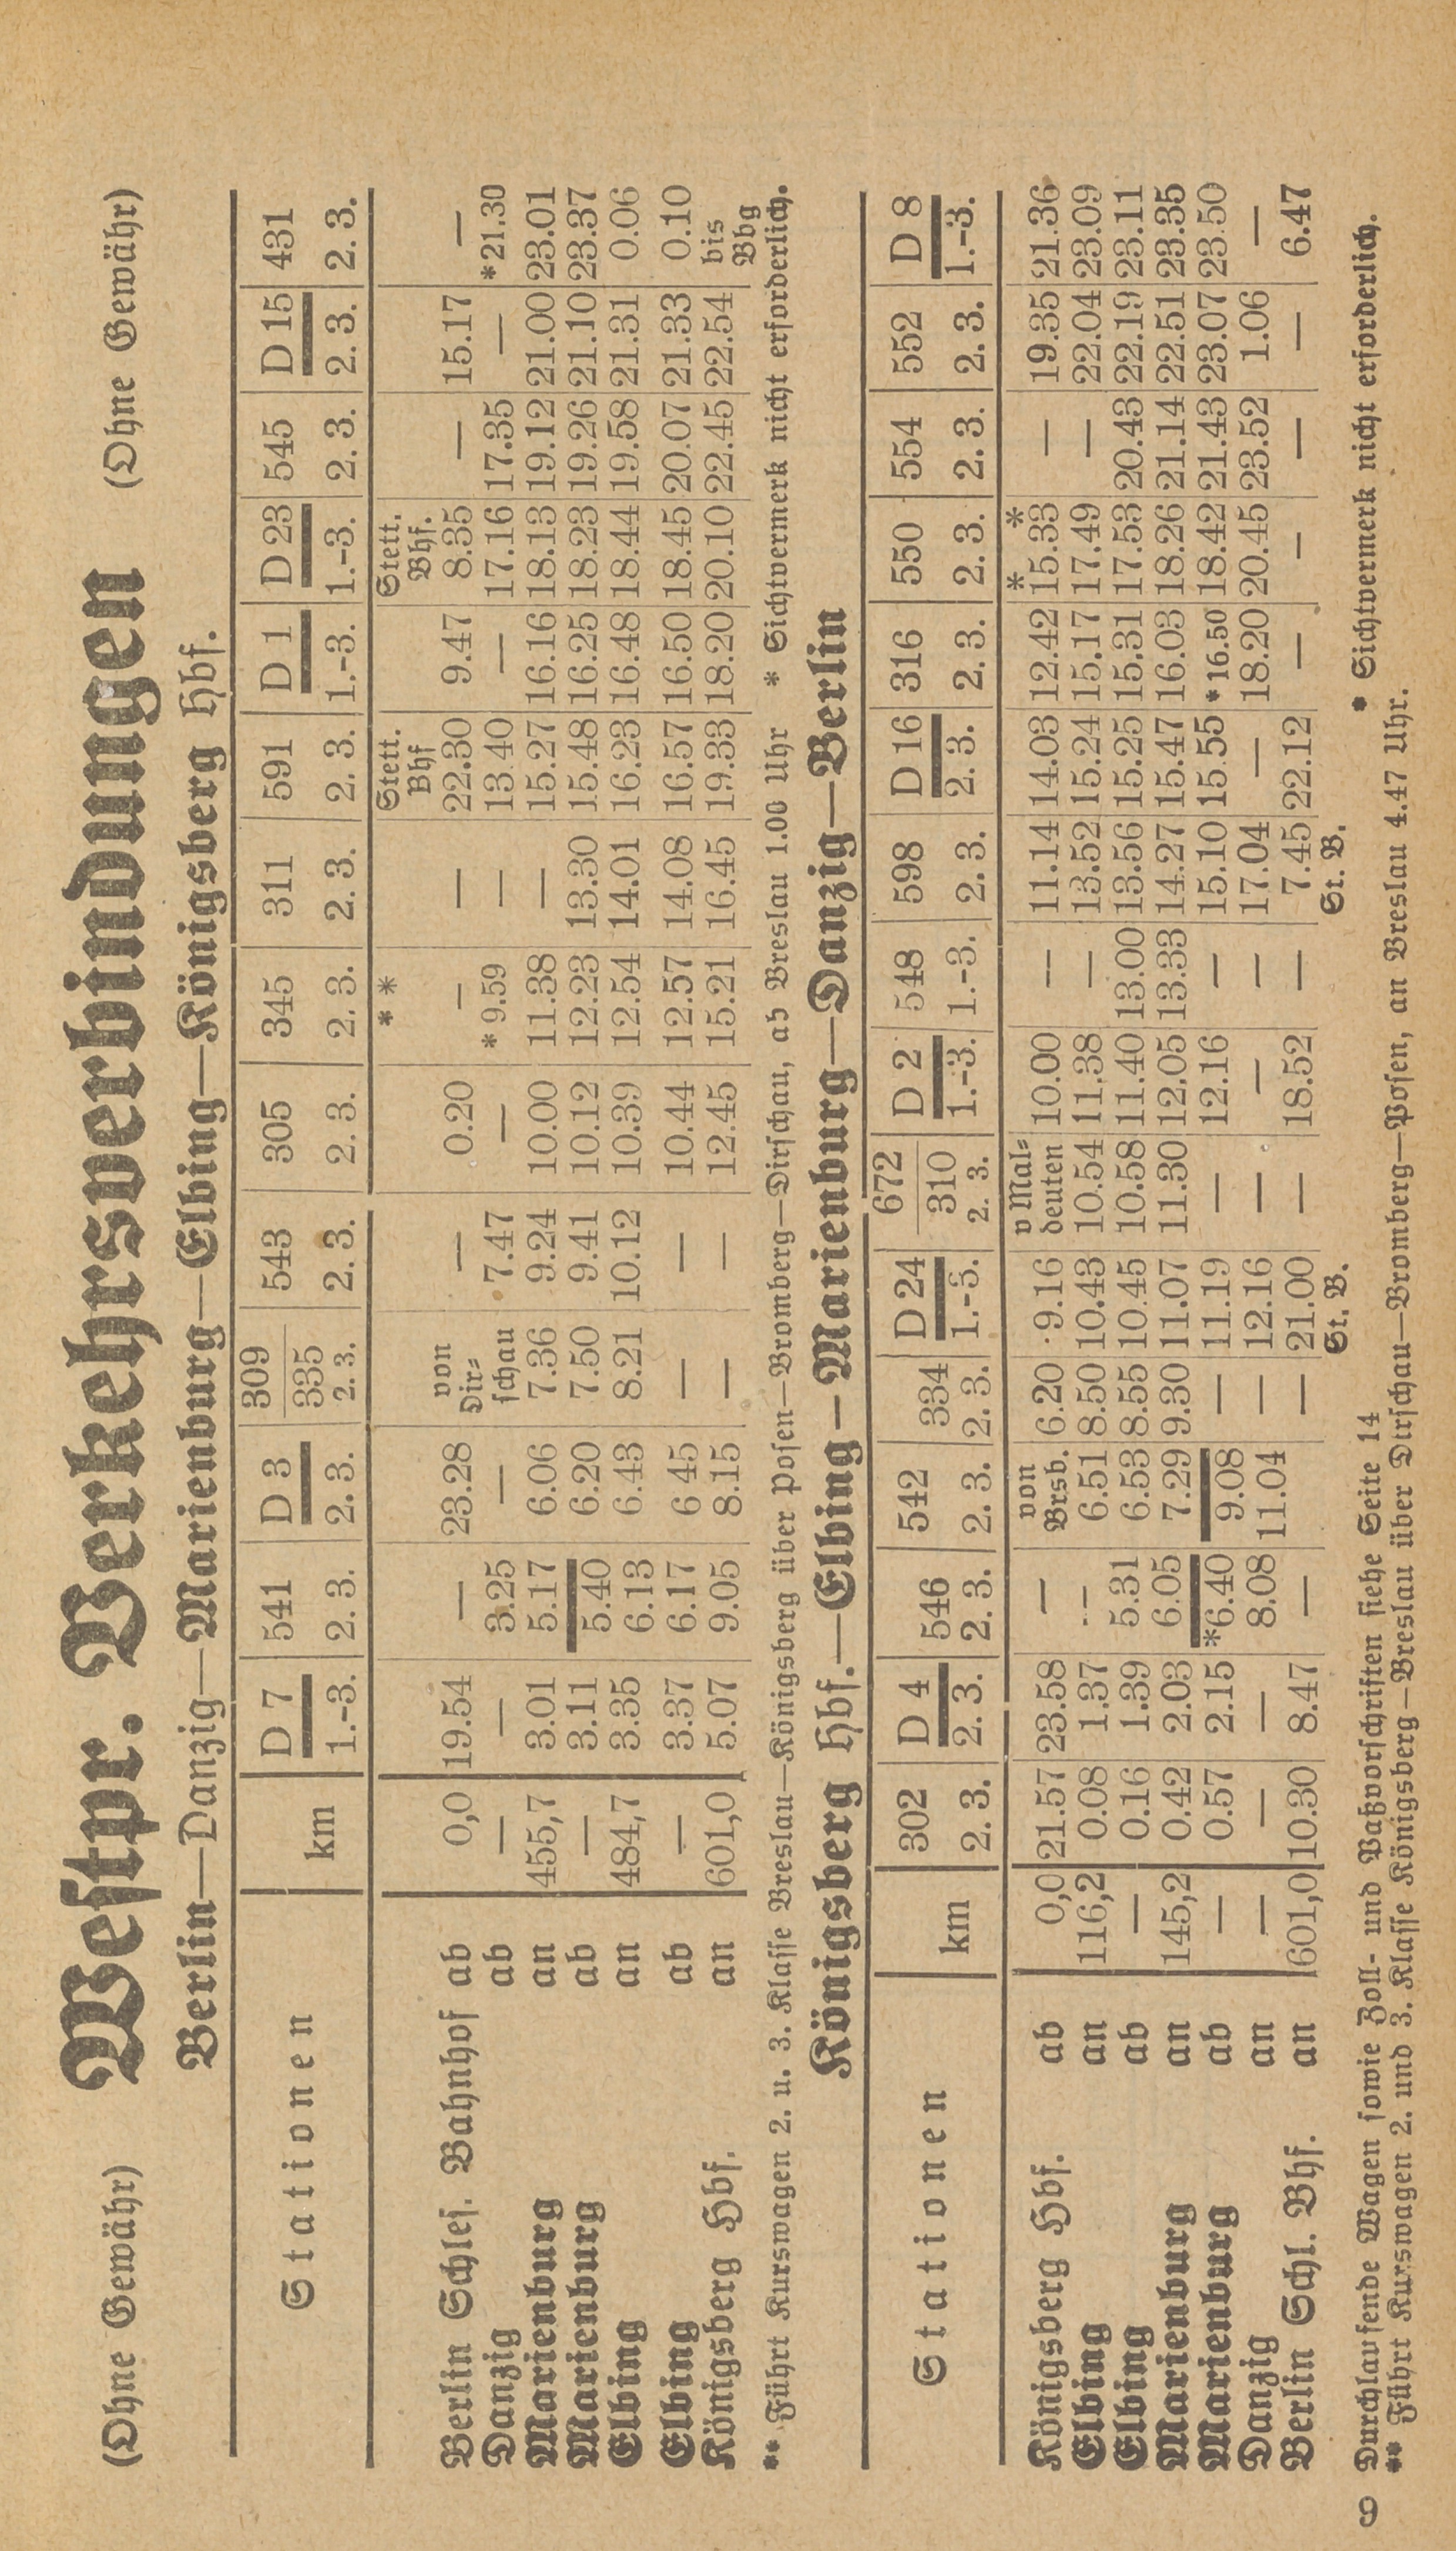 (Ohne Gewähr) Westpr. Verkehrsverbindungen (Ohne Gewähr)
Berlin—Danzig—Marienburg—Elbing—Königsberg Hbf.
Stationen km D 7 541 D 3 309 543 305 345 311 591 D 1 D 23 545 D 15 431
335
1.-3. 2. 3. 2. 3. 2. 3. 2. 3. 2. 3. 2. 3. 2. 3. 2. 3. 1.-3. 1.-3. 2. 3. 2. 3. 2. 3.
* * Stett. Stett.
von Bhf Bhf.
Berlin Schles. Bahnhof ab 0,0 19.54 — 23.28 Dir= — 0.20 — — 22.30 9.47 8.35 — 15.17 —
Danzig ab — — 3.25 — schau 7.47 — * 9.59 — 13.40 — 17.16 17.35 — *21.30
Marienburg an 455,7 3.01 5.17 6.06 7.36 9.24 10.00 11.38 — 15.27 16.16 18.13 19.12 21.00 23.01
Marienburg ab — 3.11 5.40 6.20 7.50 9.41 10.12 12.23 13.30 15.48 16.25 18.23 19.26 21.10 23.37
Elbing an 484,7 3.35 6.13 6.43 8.21 10.12 10.39 12.54 14.01 16.23 16.48 18.44 19.58 21.31 0.06
Elbing ab — 3.37 6.17 6 45 — — 10.44 12.57 14.08 16.57 16.50 18.45 20.07 21.33 0.10
Königsberg Hbf. an 601,0 5.07 9.05 8.15 — — 12.45 15.21 16.45 19.33 18.20 20.10 22.45 22.54 bis
Bbg
** Führt Kurswagen 2. u. 3. Klasse Breslau—Königsberg über Posen—Bromberg—Dirschau, ab Breslau 1.00 Uhr * Sichtvermerk nicht erforderlich.
Königsberg Hbf.—Elbing—Marienburg—Danzig—Berlin
Stationen km 302 D 4 546 542 334 D 24 672 D 2 548 598 D 16 316 550 554 552 D 8
310
2. 3. 2. 3. 2. 3. 2. 3. 2. 3. 1.-3. 2. 3. 1.-3. 1.-3. 2. 3. 2. 3. 2. 3. 2. 3. 2. 3. 2. 3. 1.-3.
von v Mal= * *
Königsberg Hbf. ab 0,0 21.57 23.58 — Brsb. 6.20 9.16 deuten 10.00 — 11.14 14.03 12.42 15.33 — 19.35 21.36
Elbing an 116,2 0.08 1.37 — 6.51 8.50 10.43 10.54 11.38 — 13.52 15.24 15.17 17.49 — 22.04 23.09
Elbing ab — 0.16 1.39 5.31 6.53 8.55 10.45 10.58 11.40 13.00 13.56 15.25 15.31 17.53 20.43 22.19 23.11
Marienburg an 145,2 0.42 2.03 6.05 7.29 9.30 11.07 11.30 12.05 13.33 14.27 15.47 16.03 18.26 21.14 22.51 23.35
Marienburg ab — 0.57 2.15 *6.40 9.08 — 11.19 — 12.16 — 15.10 15.55 *16.50 18.42 21.43 23.07 23.50
Danzig an — — — 8.08 11.04 — 12.16 — — — 17.04 — 18.20 20.45 23.52 1.06 —
Berlin Schl. Bhf. an 601,0 10.30 8.47 — — 21.00 — 18.52 — 7.45 22.12 — — — — 6.47
St. B. St. B.
6 Durchlaufende Wagen sowie Zoll- und Paßvorschriften siehe Seite 14 * Sichtvermerk nicht erforderlich.
** Führt Kurswagen 2. und 3. Klasse Königsberg—Breslau über Dirschau—Bromberg—Posen, an Breslau 4.47 Uhr.